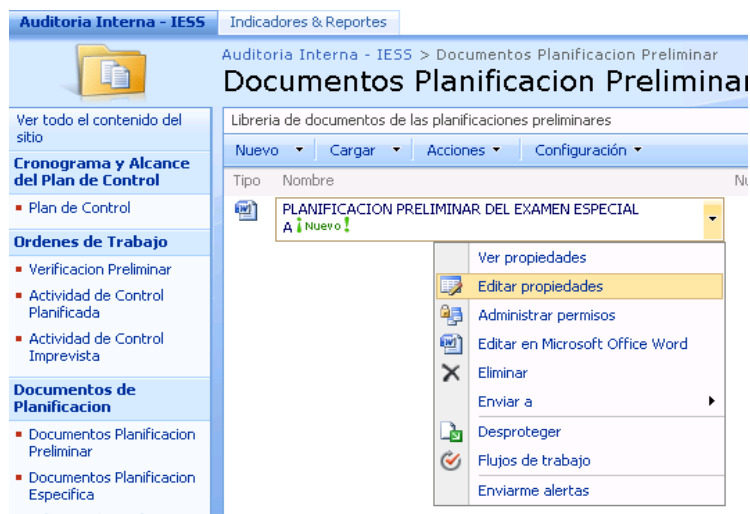 Auditoria Interna - IESS
Indicadores & Reportes
Auditoria Interna - IESS > Documentos Planificacion Preliminar
Documentos Planificacion Preliminar
Ver todo el contenido del
sitio
Cronograma y Alcance
del Plan de Control
Plan de Control
Ordenes de Trabajo
Verificacion Preliminar
Actividad de Control
Planificada
Actividad de Control
Imprevista
Documentos de
Planificacion
Documentos Planificacion
Preliminar
Documentos Planificacion
Especifica
Libreria de documentos de las planificaciones preliminares
Nuevo Cargar Acciones Configuración
Tipo Nombre
PLANIFICACION PRELIMINAR DEL EXAMEN ESPECIAL
A ¡Nuevo!
Ver propiedades
Editar propiedades
Administrar permisos
Editar en Microsoft Office Word
Eliminar
Enviar a
Desproteger
Flujos de trabajo
Enviarme alertas